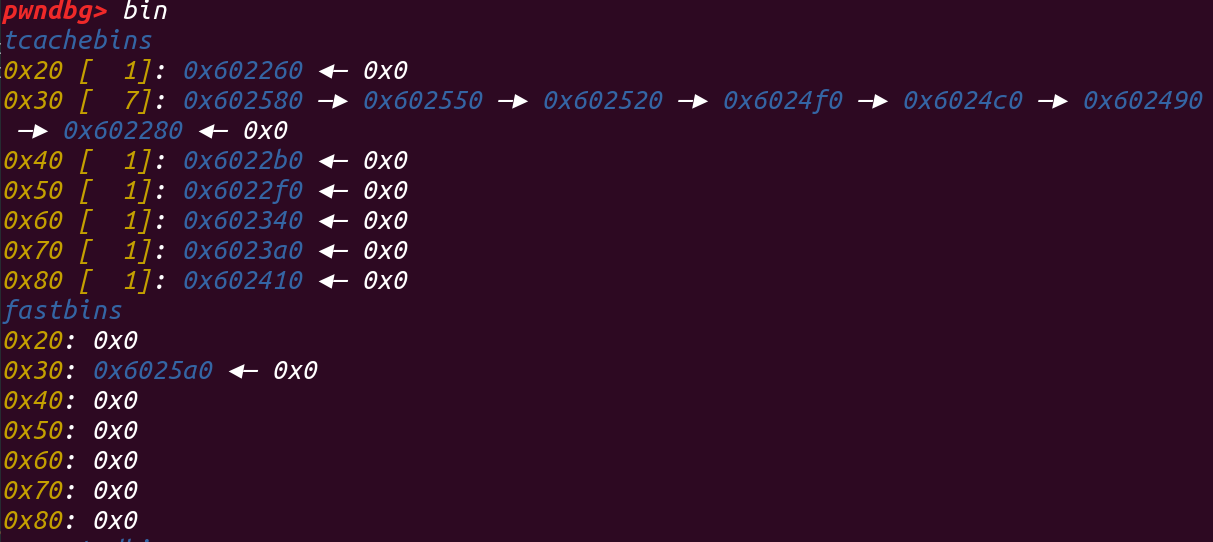 pwndbg> bin
tcachebins
0x20 [  1]: 0x602260 ◂— 0x0
0x30 [  7]: 0x602580 —▸ 0x602550 —▸ 0x602520 —▸ 0x6024f0 —▸ 0x6024c0 —▸ 0x602490
 —▸ 0x602280 ◂— 0x0
0x40 [  1]: 0x6022b0 ◂— 0x0
0x50 [  1]: 0x6022f0 ◂— 0x0
0x60 [  1]: 0x602340 ◂— 0x0
0x70 [  1]: 0x6023a0 ◂— 0x0
0x80 [  1]: 0x602410 ◂— 0x0
fastbins
0x20: 0x0
0x30: 0x6025a0 ◂— 0x0
0x40: 0x0
0x50: 0x0
0x60: 0x0
0x70: 0x0
0x80: 0x0